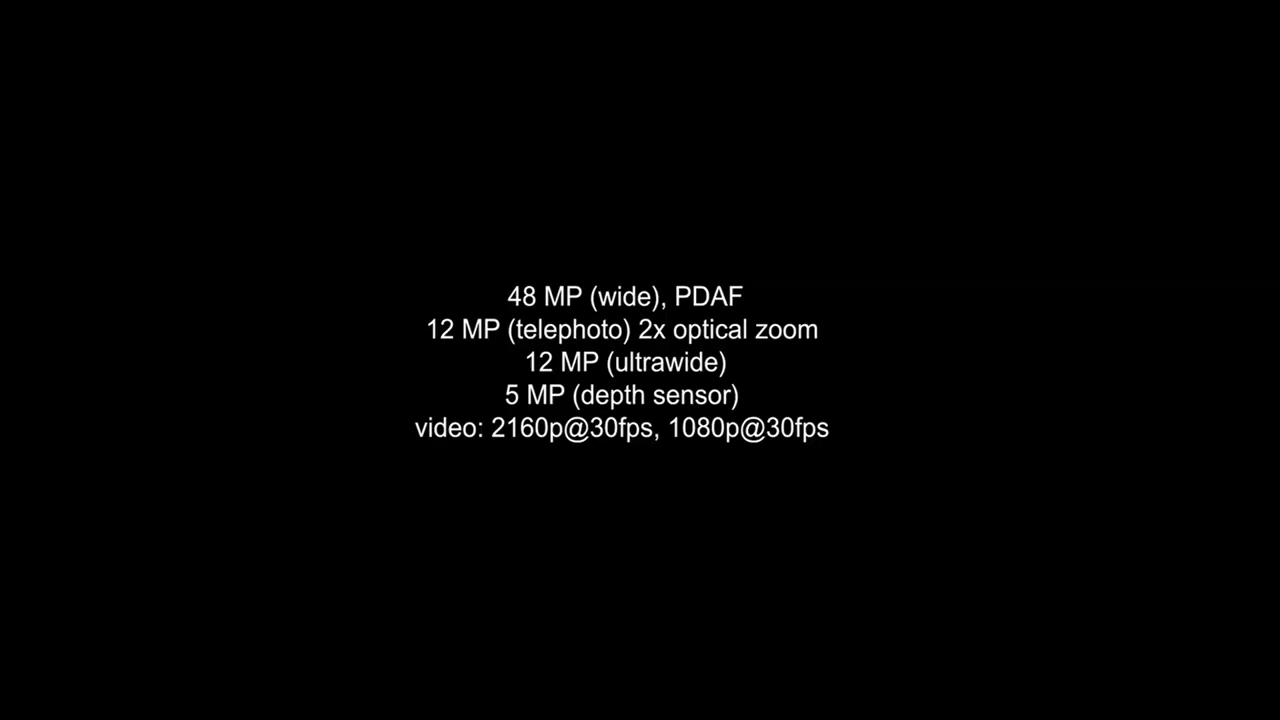 48 MP (wide), PDAF
12 MP (telephoto) 2x optical zoom
12 MP (ultrawide)
5 MP (depth sensor)
video: 2160p@30fps, 1080p@30fps